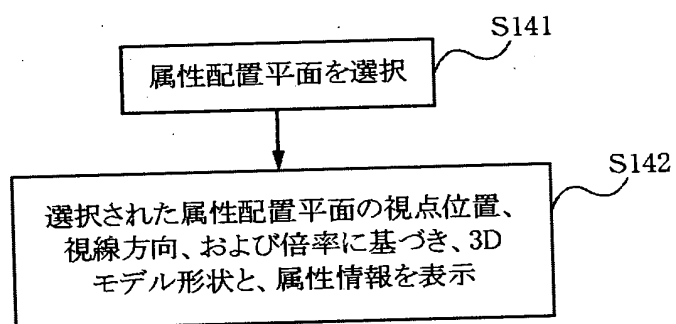 S141
属性配置平面を選択
S142
選択された属性配置平面の視点位置、
視線方向、および倍率に基づき、3D
モデル形状と、属性情報を表示